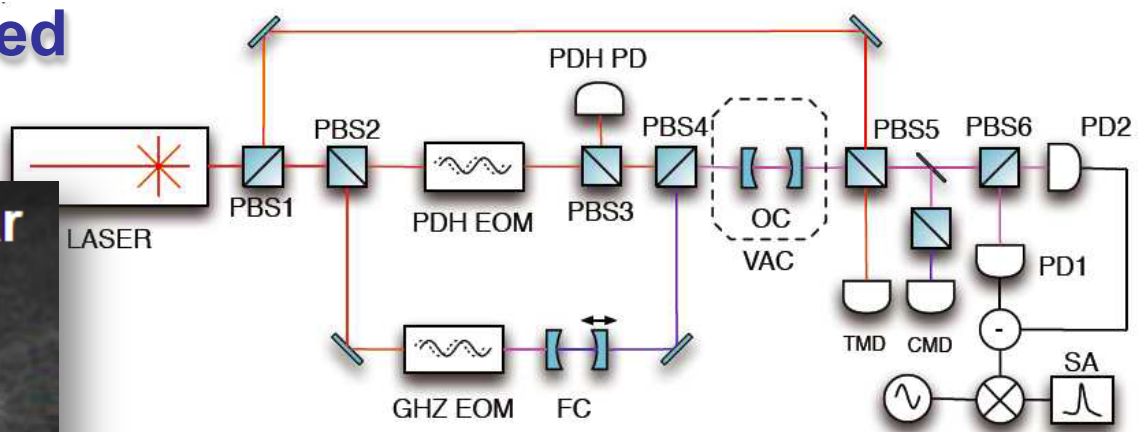 ed
PDH PD
PBS2
PBS4
PBS5
PBS6
PD2
PBS1
PDH EOM
PBS3
OC
VAC
r
LASER
PD1
TMD
CMD
-
GHZ EOM
FC
SA